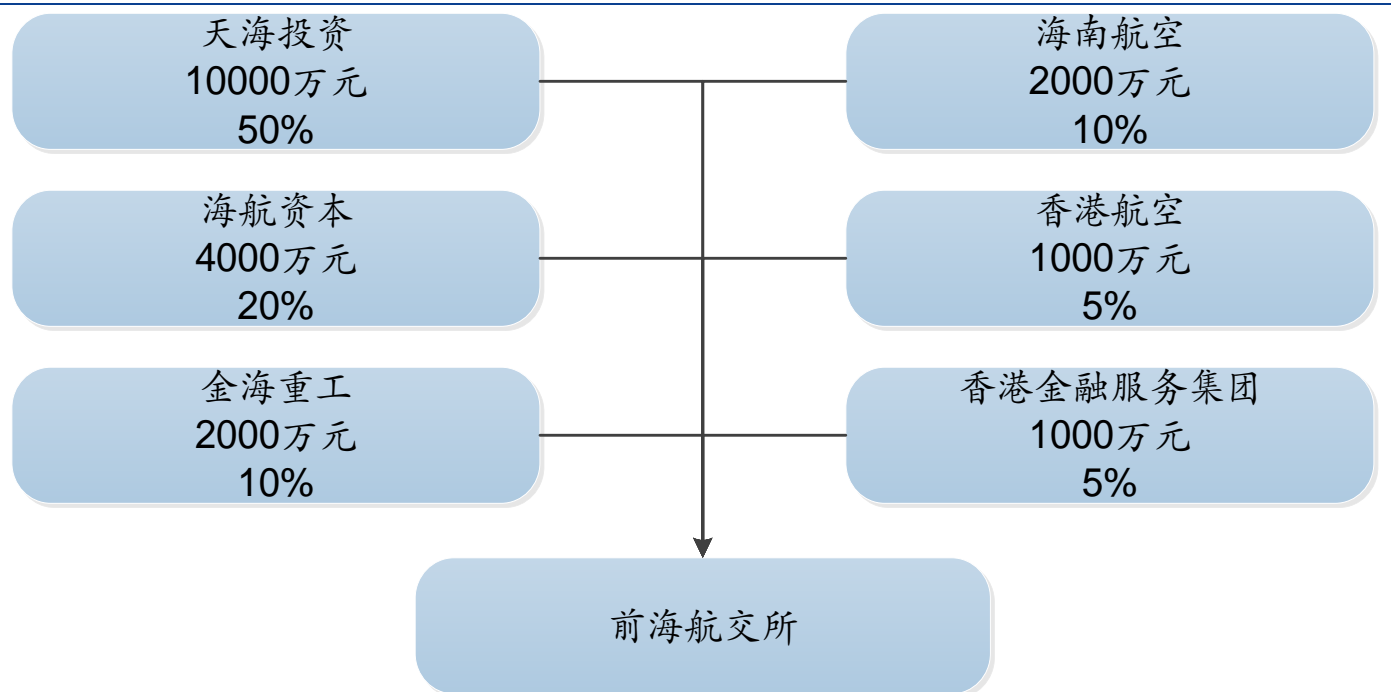 天海投资
10000万元
50%
海南航空
2000万元
10%
海航资本
4000万元
20%
香港航空
1000万元
5%
金海重工
2000万元
10%
香港金融服务集团
1000万元
5%
前海航交所